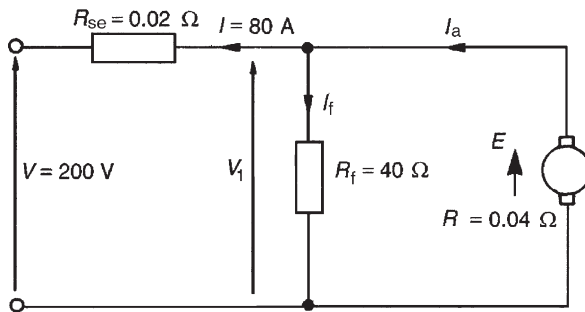 R_se = 0.02 Ω
I = 80 A
I_a
I_f
E
V = 200 V
V_1
R_f = 40 Ω
R = 0.04 Ω